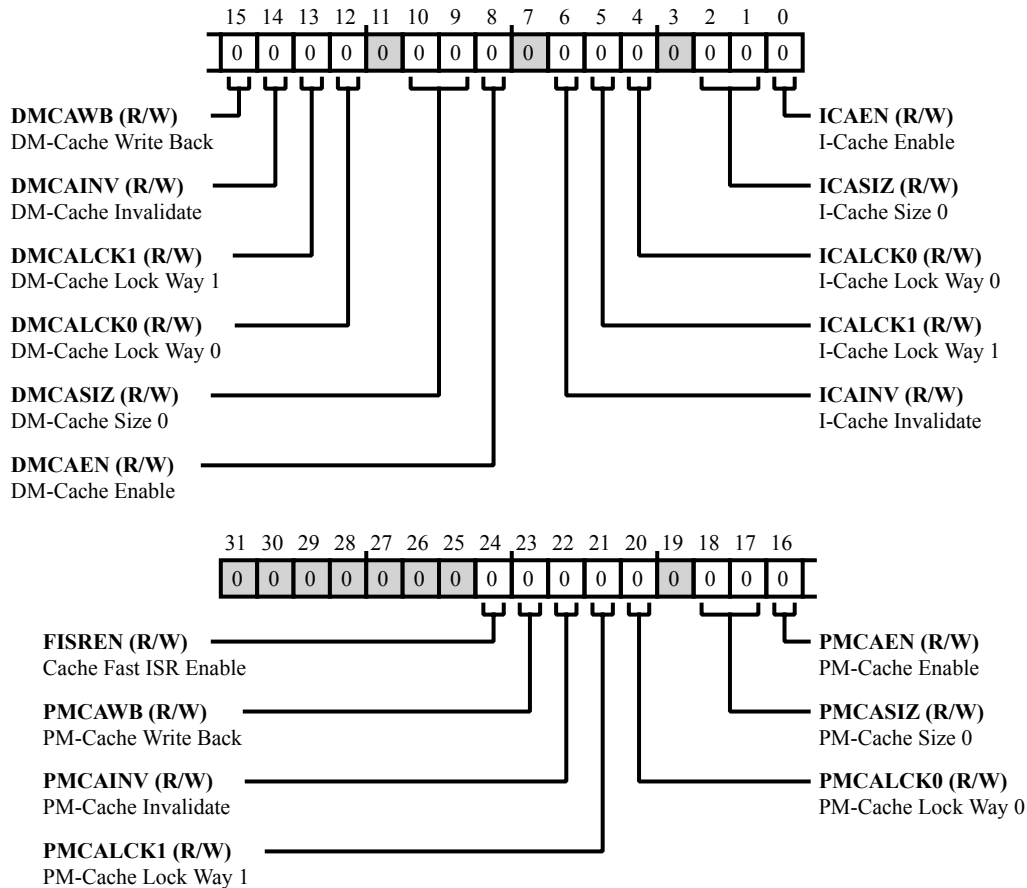 15 14 13 12 11 10 9 8 7 6 5 4 3 2 1 0
0 0 0 0 0 0 0 0 0 0 0 0 0 0 0 0
DMCAWB (R/W)
DM-Cache Write Back
DMCAINV (R/W)
DM-Cache Invalidate
DMCALCK1 (R/W)
DM-Cache Lock Way 1
DMCALCK0 (R/W)
DM-Cache Lock Way 0
DMCASIZ (R/W)
DM-Cache Size 0
DMCAEN (R/W)
DM-Cache Enable
ICAEN (R/W)
I-Cache Enable
ICASIZ (R/W)
I-Cache Size 0
ICALCK0 (R/W)
I-Cache Lock Way 0
ICALCK1 (R/W)
I-Cache Lock Way 1
ICAINV (R/W)
I-Cache Invalidate
31 30 29 28 27 26 25 24 23 22 21 20 19 18 17 16
0 0 0 0 0 0 0 0 0 0 0 0 0 0 0 0
FISREN (R/W)
Cache Fast ISR Enable
PMCAWB (R/W)
PM-Cache Write Back
PMCAINV (R/W)
PM-Cache Invalidate
PMCALCK1 (R/W)
PM-Cache Lock Way 1
PMCAEN (R/W)
PM-Cache Enable
PMCASIZ (R/W)
PM-Cache Size 0
PMCALCK0 (R/W)
PM-Cache Lock Way 0